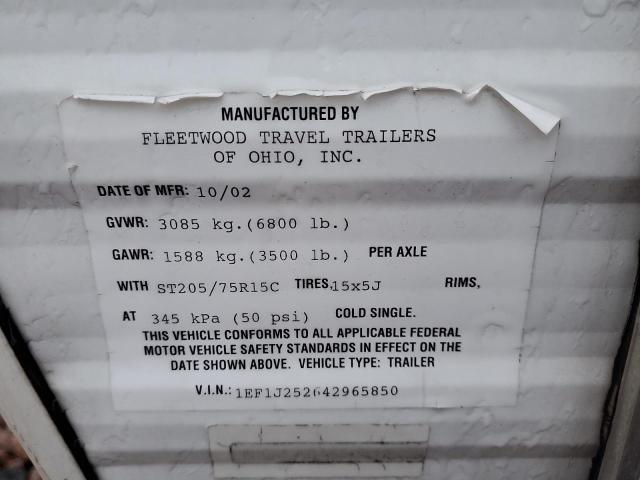 MANUFACTURED BY
FLEETWOOD TRAVEL TRAILERS
OF OHIO, INC.
DATE OF MFR: 10/02
GVWR: 3085 kg.(6800 lb.)
GAWR: 1588 kg.(3500 lb.) PER AXLE
WITH ST205/75R15C TIRES, 15x5J RIMS,
AT 345 kPa (50 psi) COLD SINGLE.
THIS VEHICLE CONFORMS TO ALL APPLICABLE FEDERAL
MOTOR VEHICLE SAFETY STANDARDS IN EFFECT ON THE
DATE SHOWN ABOVE. VEHICLE TYPE: TRAILER
V.I.N.: 1EF1J252642965850